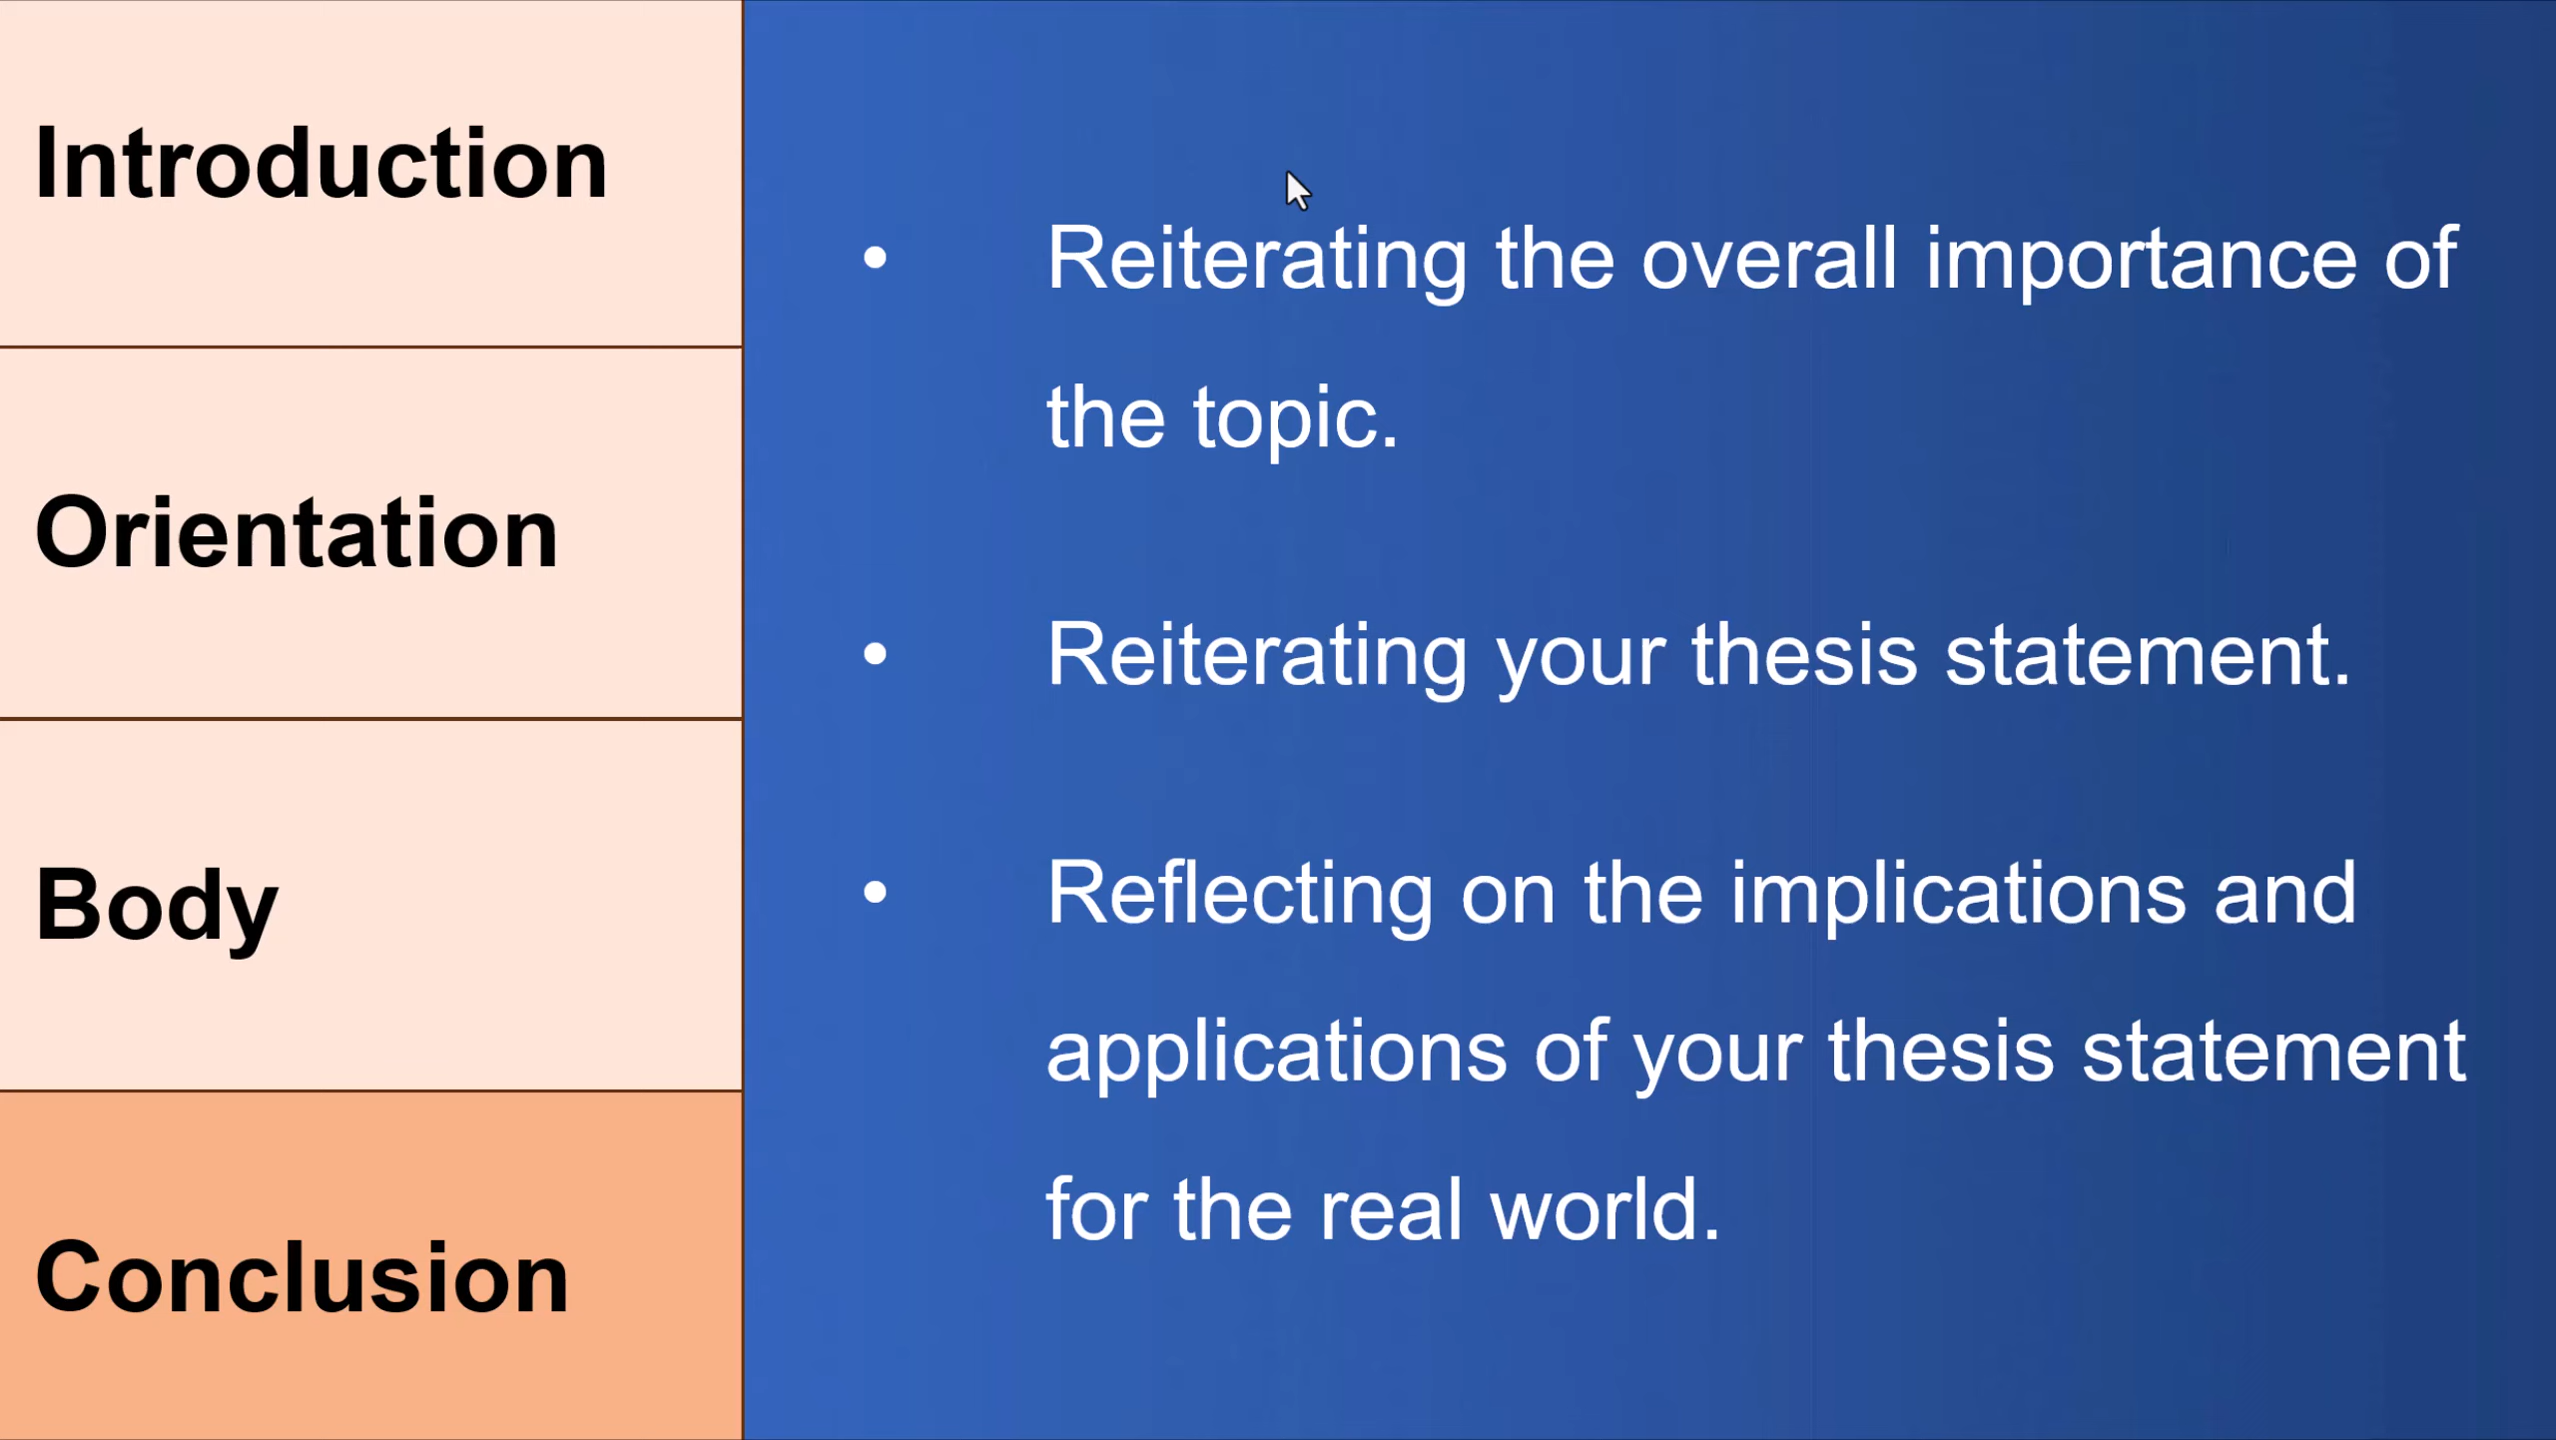 Introduction
Orientation
Body
Conclusion
• Reiterating the overall importance of
the topic.
• Reiterating your thesis statement.
• Reflecting on the implications and
applications of your thesis statement
for the real world.